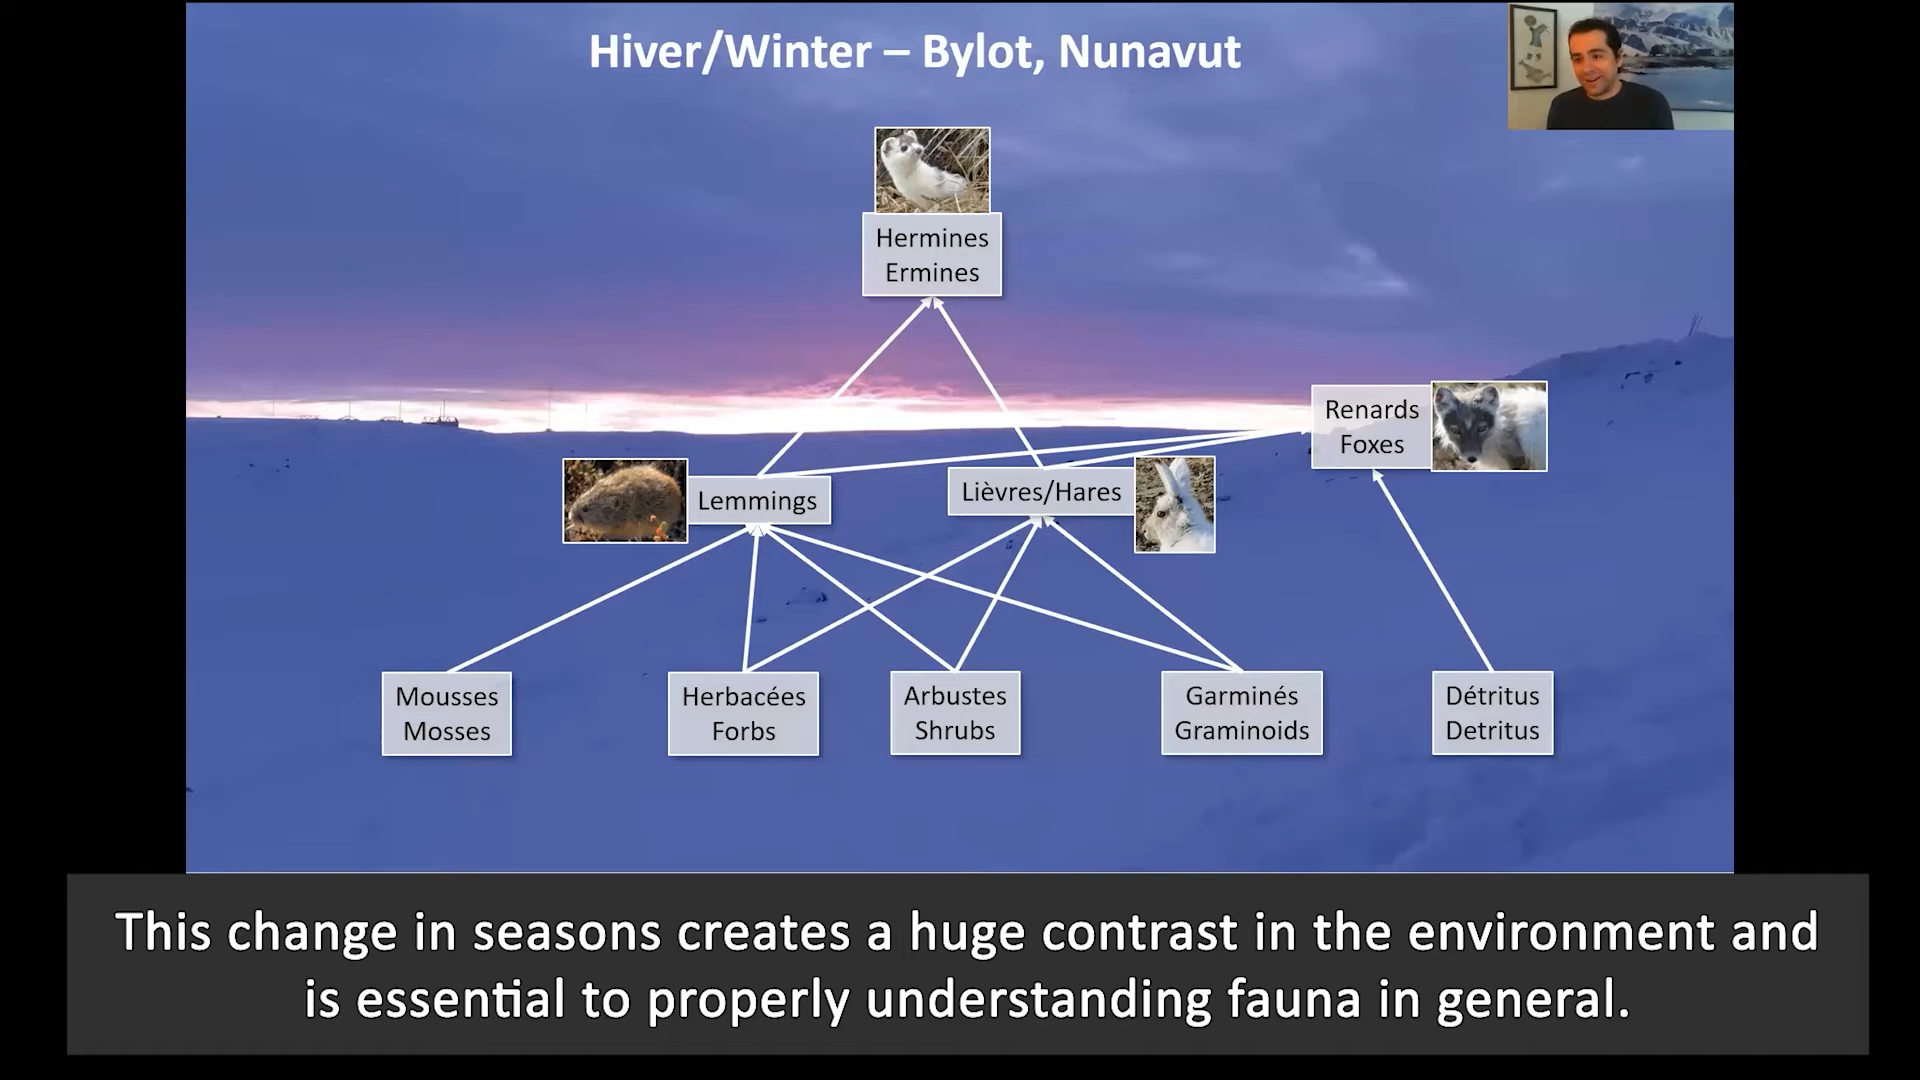 Hiver/Winter – Bylot, Nunavut
Hermines
Ermines
Renards
Foxes
Lemmings
Lièvres/Hares
Mousses
Mosses
Herbacées
Forbs
Arbustes
Shrubs
Garminés
Graminoids
Détritus
Detritus
This change in seasons creates a huge contrast in the environment and
is essential to properly understanding fauna in general.